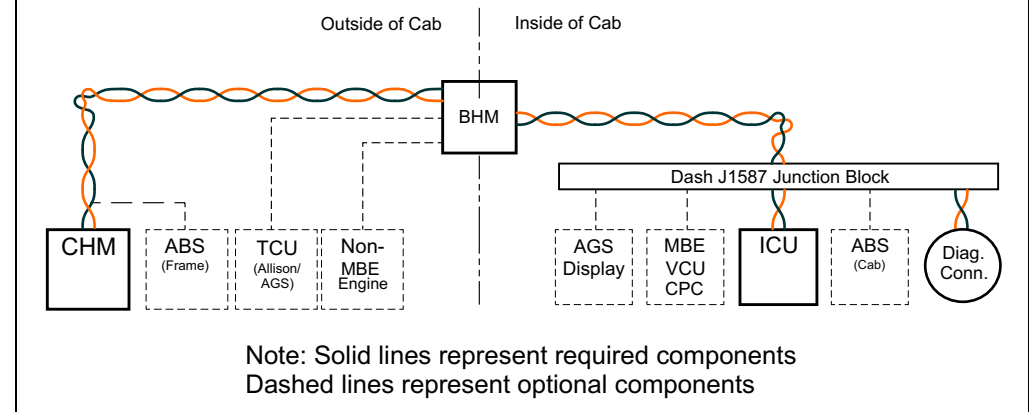 Outside of Cab
Inside of Cab
BHM
Dash J1587 Junction Block
CHM
ABS
(Frame)
TCU
(Allison/
AGS)
Non-
MBE
Engine
AGS
Display
MBE
VCU
CPC
ICU
ABS
(Cab)
Diag.
Conn.
Note: Solid lines represent required components
Dashed lines represent optional components